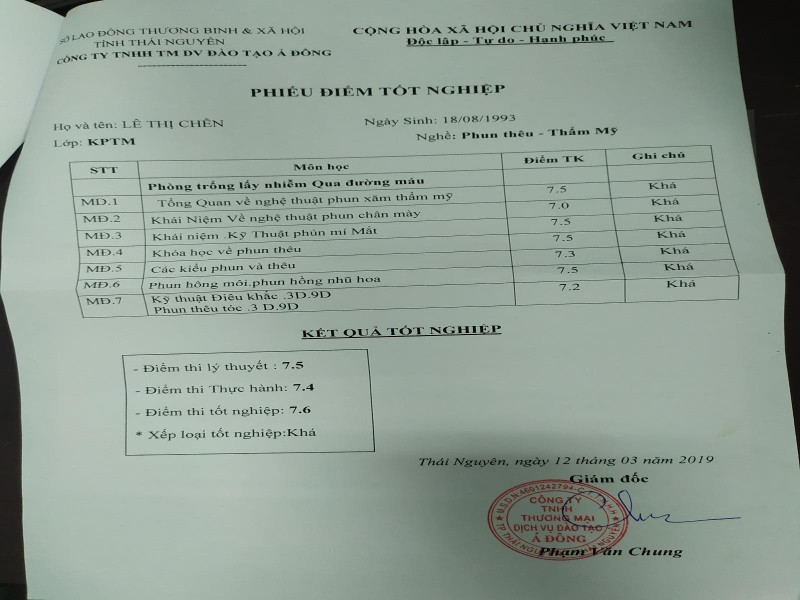 SỞ LAO ĐỘNG THƯƠNG BINH & XÃ HỘI
TỈNH THÁI NGUYÊN
CÔNG TY TNHH TM DV ĐÀO TẠO Á ĐÔNG
CỘNG HÒA XÃ HỘI CHỦ NGHĨA VIỆT NAM
Độc lập - Tự do - Hạnh phúc
PHIẾU ĐIỂM TỐT NGHIỆP
Họ và tên: LÊ THỊ CHÊN
Ngày Sinh: 18/08/1993
Lớp: KPTM
Nghề: Phun thêu - Thẩm Mỹ
STT Môn học Điểm TK Ghi chú
Phòng trống lấy nhiễm Qua đường máu
MD.1 Tổng Quan về nghệ thuật phun xăm thẩm mỹ 7.5 Khá
MĐ.2 Khái Niệm Về nghệ thuật phun chân mày 7.0 Khá
MĐ.3 Khái niệm .Kỹ Thuật phun mí Mắt 7.5 Khá
MĐ.4 Khóa học về phun thêu 7.5 Khá
MĐ.5 Các kiểu phun và thêu 7.3 Khá
MĐ.6 Phun hồng môi,phun hồng nhũ hoa 7.5 Khá
MĐ.7 Kỹ thuật Điêu khắc .3D.9D 7.2 Khá
Phun thêu tóc .3 D.9D
KẾT QUẢ TỐT NGHIỆP
- Điểm thi lý thuyết : 7.5
- Điểm thi Thực hành: 7.4
- Điểm thi tốt nghiệp: 7.6
* Xếp loại tốt nghiệp:Khá
Thái Nguyên, ngày 12 tháng 03 năm 2019
Giám đốc
CÔNG TY
TNHH
THƯƠNG MẠI
DỊCH VỤ ĐÀO TẠO
Á ĐÔNG
Phạm Văn Chung